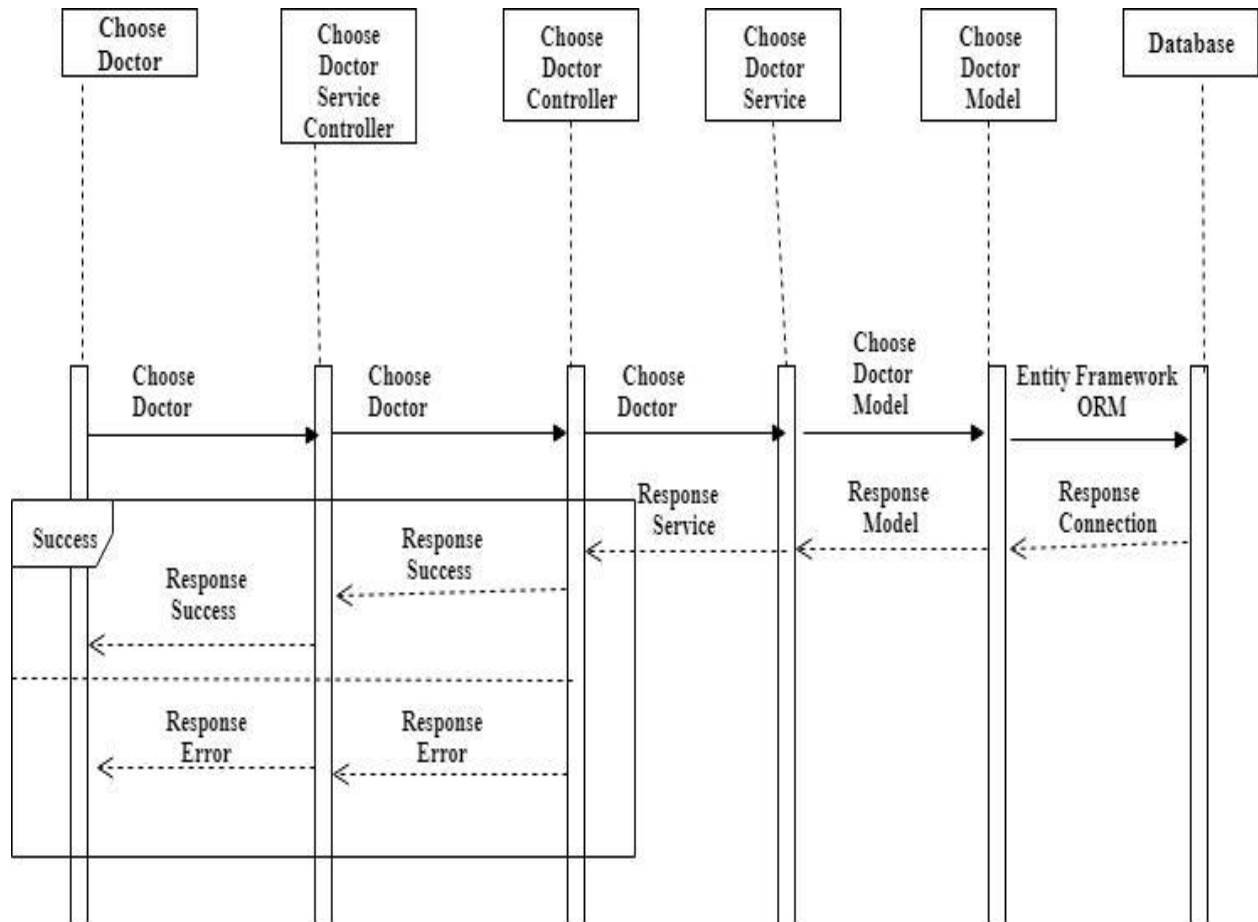 Choose
Doctor
Choose
Doctor
Service
Controller
Choose
Doctor
Controller
Choose
Doctor
Service
Choose
Doctor
Model
Database
Choose
Doctor
Choose
Doctor
Choose
Doctor
Choose
Doctor
Model
Entity Framework
ORM
Success
Response
Service
Response
Model
Response
Connection
Response
Success
Response
Success
Response
Error
Response
Error